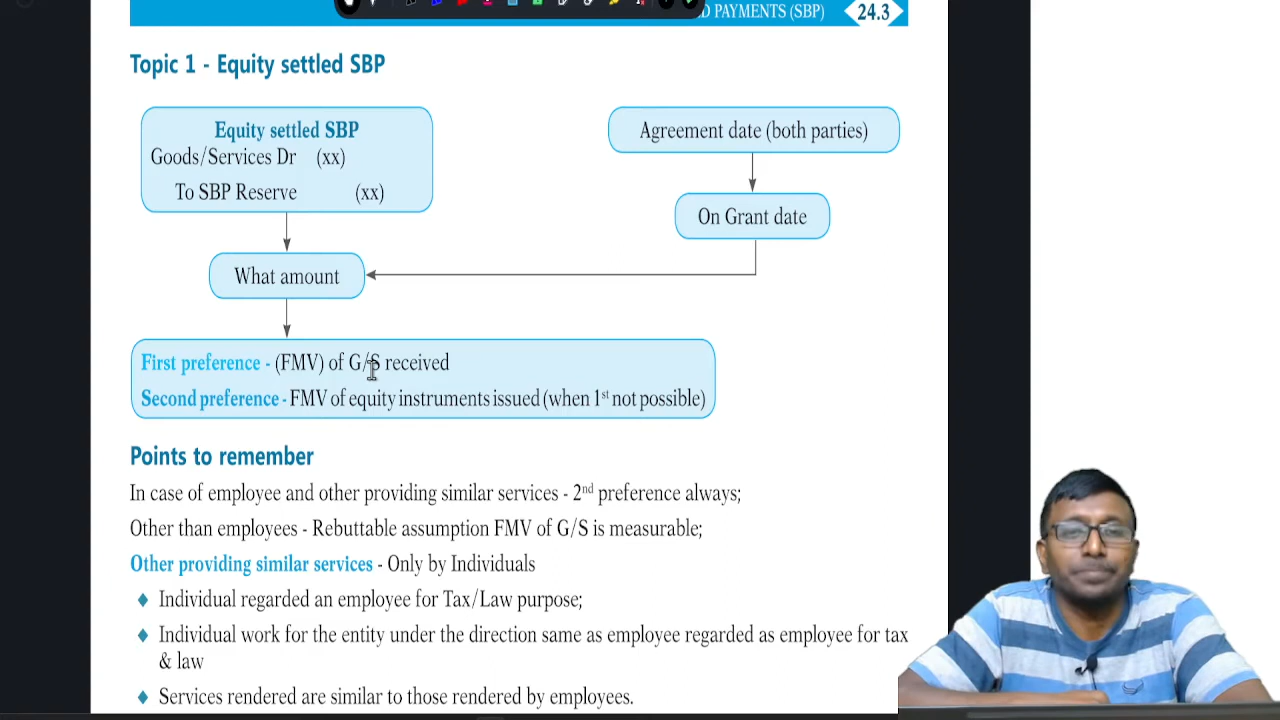 D PAYMENTS (SBP) 24.3
Topic 1 - Equity settled SBP
Equity settled SBP
Goods/Services Dr (xx)
To SBP Reserve (xx)
Agreement date (both parties)
On Grant date
What amount
First preference - (FMV) of G/S received
Second preference - FMV of equity instruments issued (when 1st not possible)
Points to remember
In case of employee and other providing similar services - 2nd preference always;
Other than employees - Rebuttable assumption FMV of G/S is measurable;
Other providing similar services - Only by Individuals
♦ Individual regarded an employee for Tax/Law purpose;
♦ Individual work for the entity under the direction same as employee regarded as employee for tax
& law
♦ Services rendered are similar to those rendered by employees.